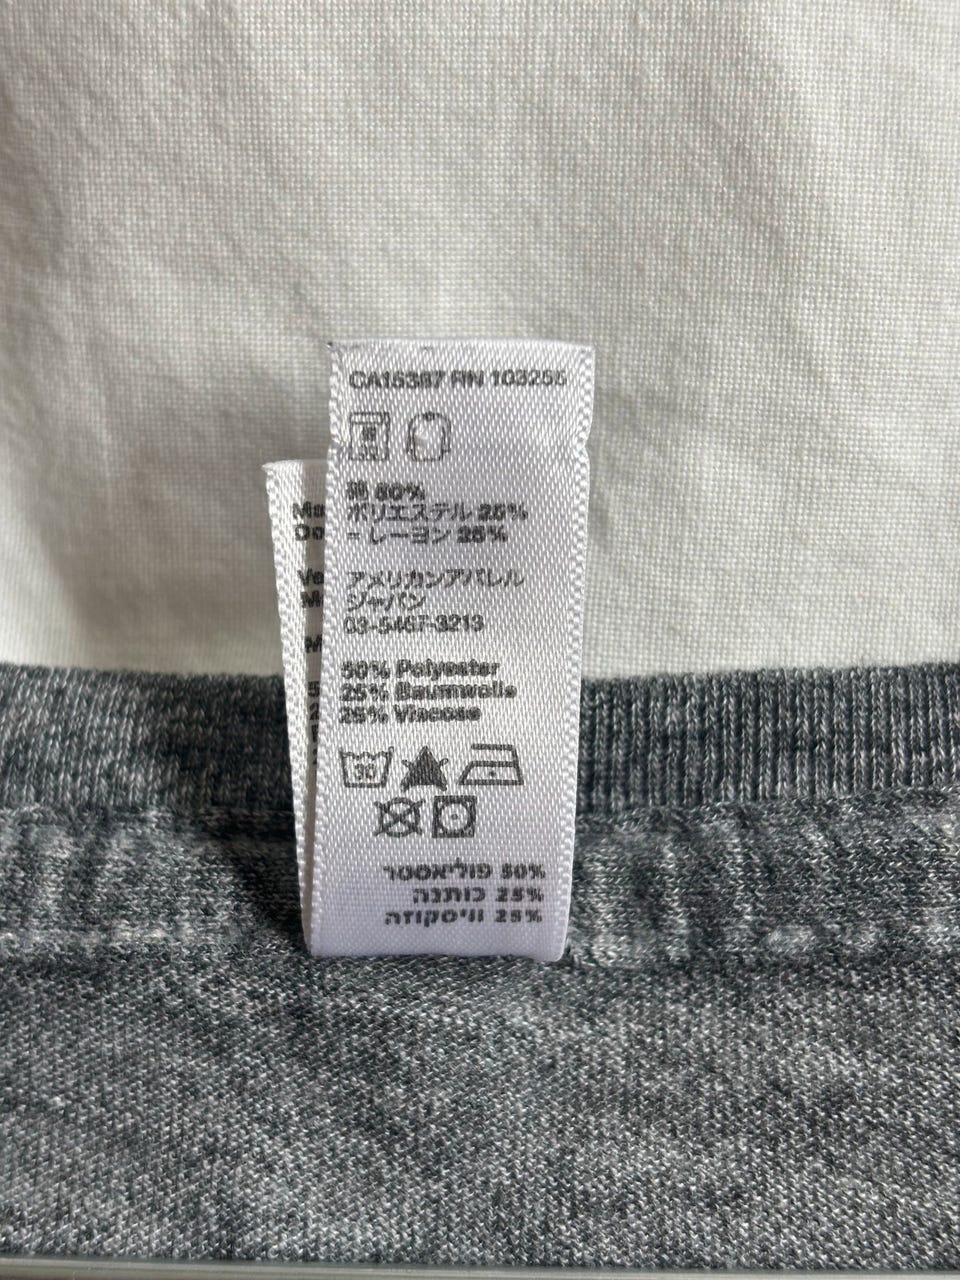 CA15387 RN 103255
綿 50%
ポリエステル 25%
- レーヨン 25%
アメリカンアパレル
ジャパン
03-5467-3213
50% Polyester
25% Baumwolle
25% Viscose
30
50% פוליאסטר
25% כותנה
25% וויסקוזה